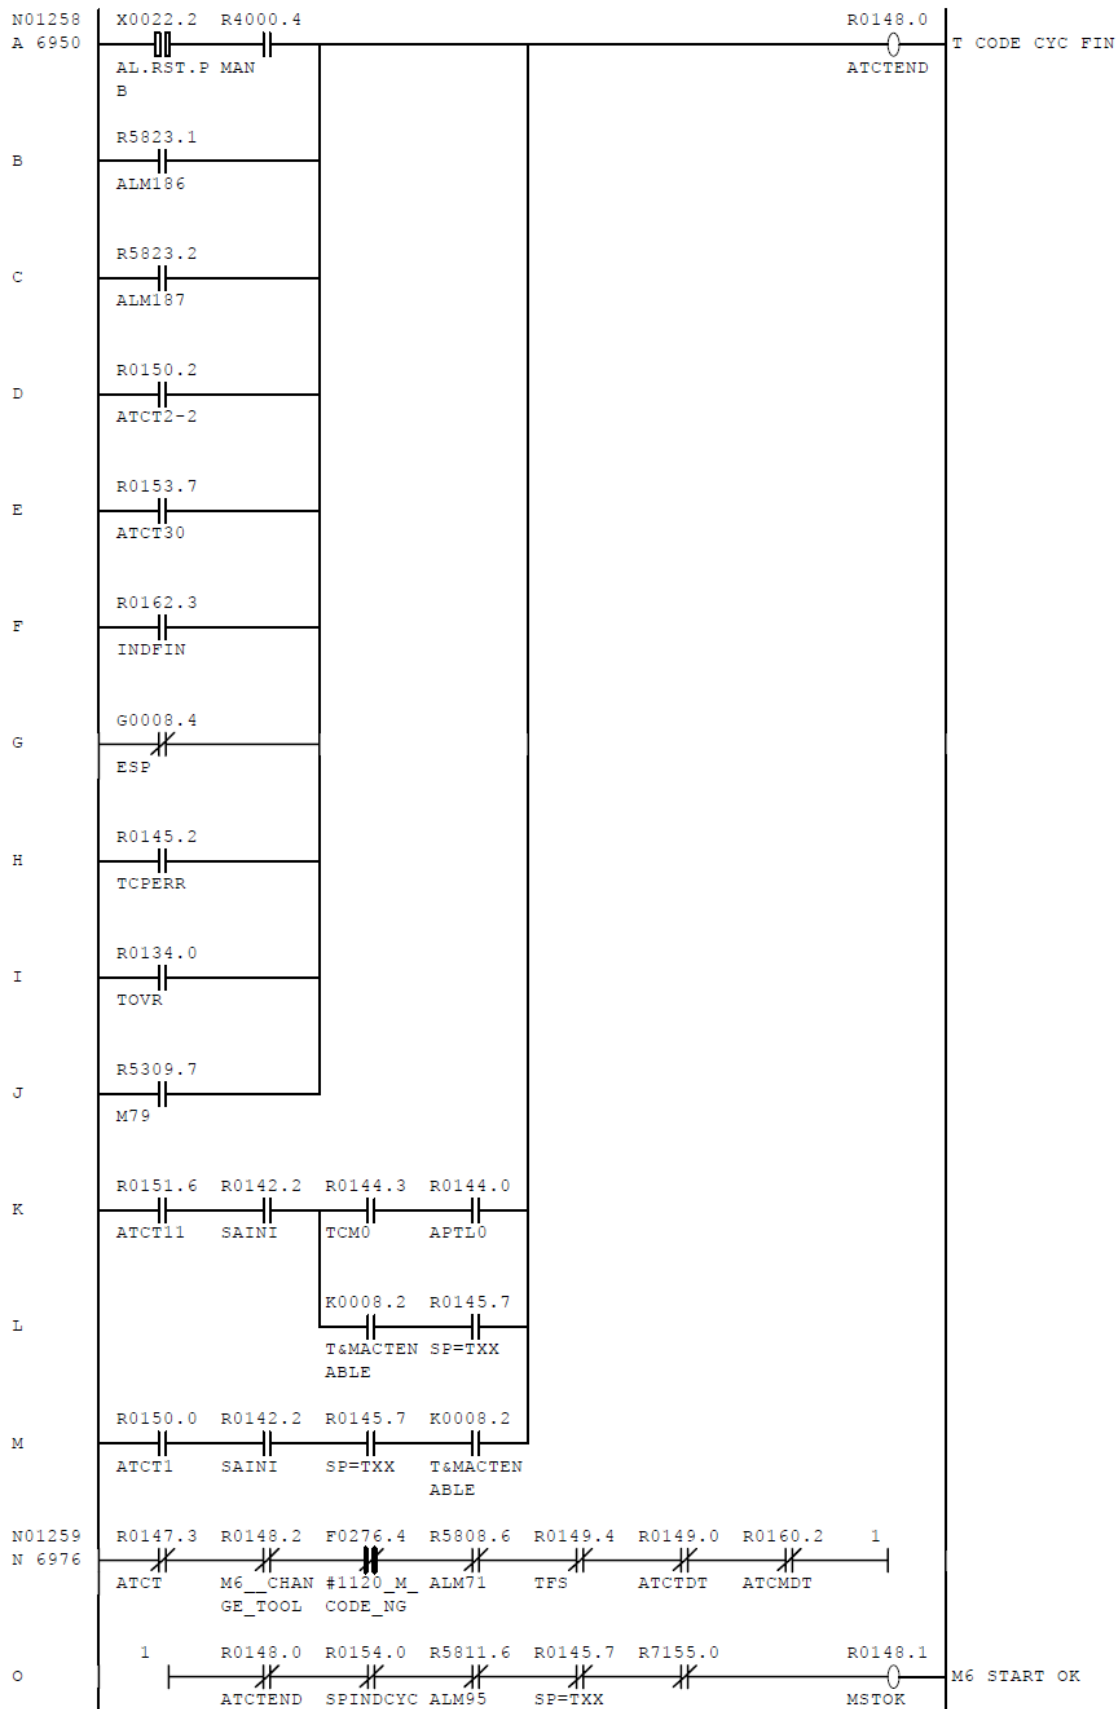 N01258 X0022.2 R4000.4 R0148.0
A 6950 T CODE CYC FIN
AL.RST.P MAN ATCTEND
B
R5823.1
B
ALM186
R5823.2
C
ALM187
R0150.2
D
ATCT2-2
R0153.7
E
ATCT30
R0162.3
F
INDFIN
G0008.4
G
ESP
R0145.2
H
TCPERR
R0134.0
I
TOVR
R5309.7
J
M79
R0151.6 R0142.2 R0144.3 R0144.0
K
ATCT11 SAINI TCM0 APTL0
K0008.2 R0145.7
L
T&MACTEN SP=TXX
ABLE
R0150.0 R0142.2 R0145.7 K0008.2
M
ATCT1 SAINI SP=TXX T&MACTEN
ABLE
N01259 R0147.3 R0148.2 F0276.4 R5808.6 R0149.4 R0149.0 R0160.2 1
N 6976
ATCT M6__CHAN #1120_M_ ALM71 TFS ATCTDT ATCMDT
GE_TOOL CODE_NG
1 R0148.0 R0154.0 R5811.6 R0145.7 R7155.0 R0148.1
O M6 START OK
ATCTEND SPINDCYC ALM95 SP=TXX MSTOK